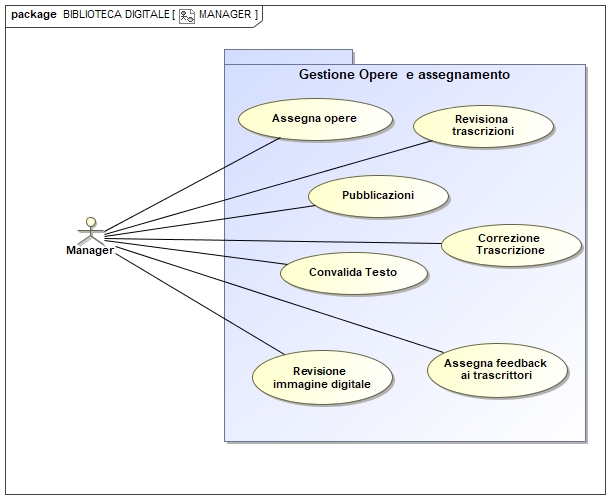 package BIBLIOTECA DIGITALE [ MANAGER ]
Gestione Opere e assegnamento
Assegna opere
Revisiona
trascrizioni
Pubblicazioni
Manager
Correzione
Trascrizione
Convalida Testo
Revisione
immagine digitale
Assegna feedback
ai trascrittori